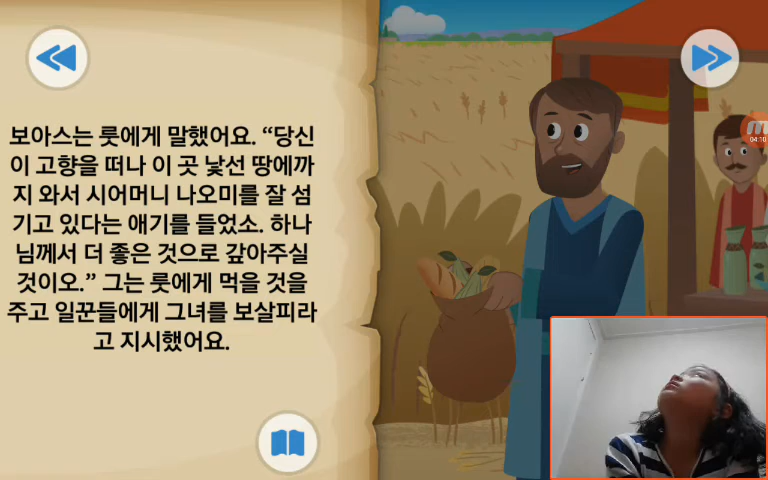 보아스는 룻에게 말했어요. “당신
이 고향을 떠나 이 곳 낯선 땅에까
지 와서 시어머니 나오미를 잘 섬
기고 있다는 얘기를 들었소. 하나
님께서 더 좋은 것으로 갚아주실
것이오.” 그는 룻에게 먹을 것을
주고 일꾼들에게 그녀를 보살피라
고 지시했어요.
04:10